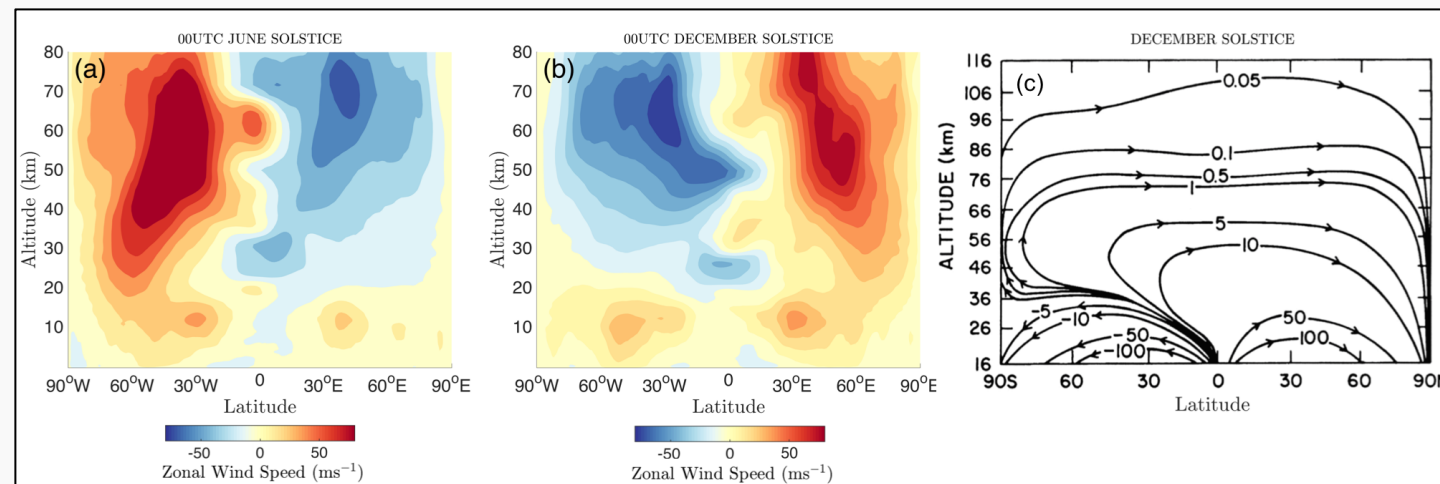 00UTC JUNE SOLSTICE
(a)
80
70
60
50
40
30
20
10
Altitude (km)
90°W 60°W 30°W 0 30°E 60°E 90°E
Latitude
-50 0 50
Zonal Wind Speed (ms⁻¹)
00UTC DECEMBER SOLSTICE
(b)
80
70
60
50
40
30
20
10
Altitude (km)
90°W 60°W 30°W 0 30°E 60°E 90°E
Latitude
-50 0 50
Zonal Wind Speed (ms⁻¹)
DECEMBER SOLSTICE
(c)
116
106
96
86
76
66
56
46
36
26
16
ALTITUDE (km)
0.05
0.1
0.5
1
5
10
-5
-10
-50
-100
50
100
90S 60 30 0 30 60 90N
Latitude